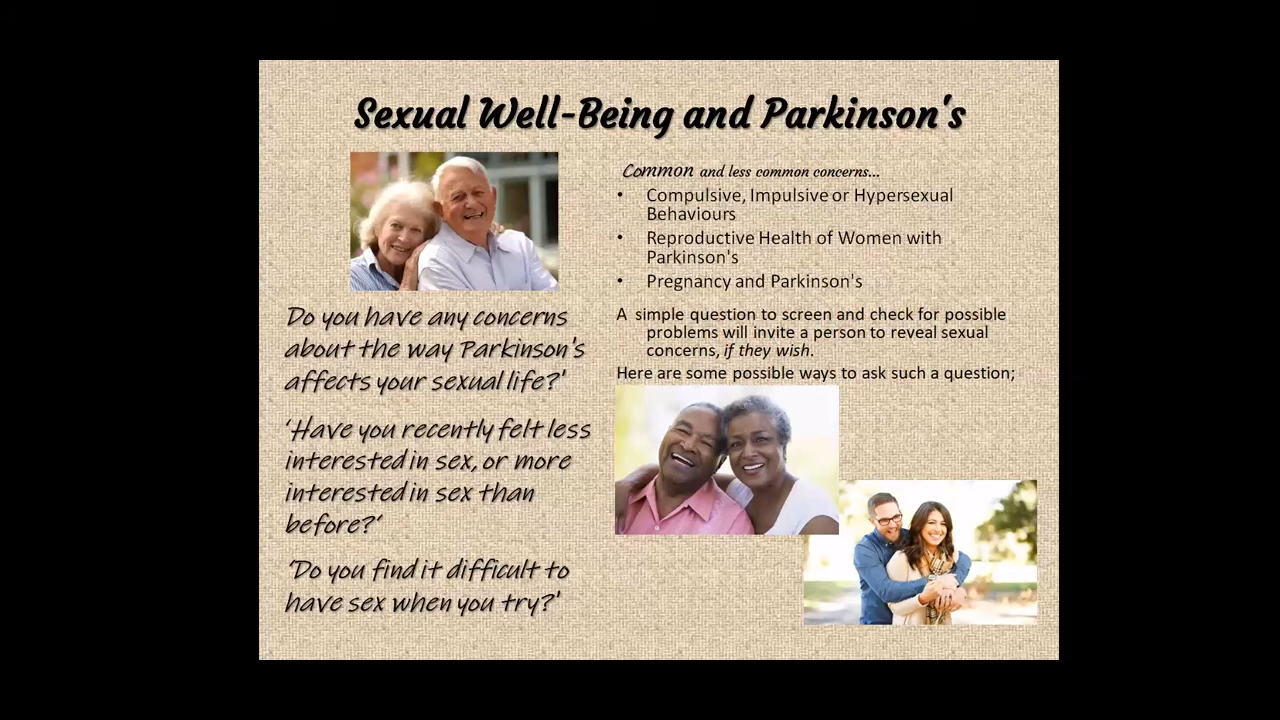 Sexual Well-Being and Parkinson's
Do you have any concerns
about the way Parkinson's
affects your sexual life?'
‘Have you recently felt less
interested in sex, or more
interested in sex than
before?‘
‘Do you find it difficult to
have sex when you try?'
Common and less common concerns...
• Compulsive, Impulsive or Hypersexual
Behaviours
• Reproductive Health of Women with
Parkinson's
• Pregnancy and Parkinson's
A simple question to screen and check for possible
problems will invite a person to reveal sexual
concerns, if they wish.
Here are some possible ways to ask such a question;